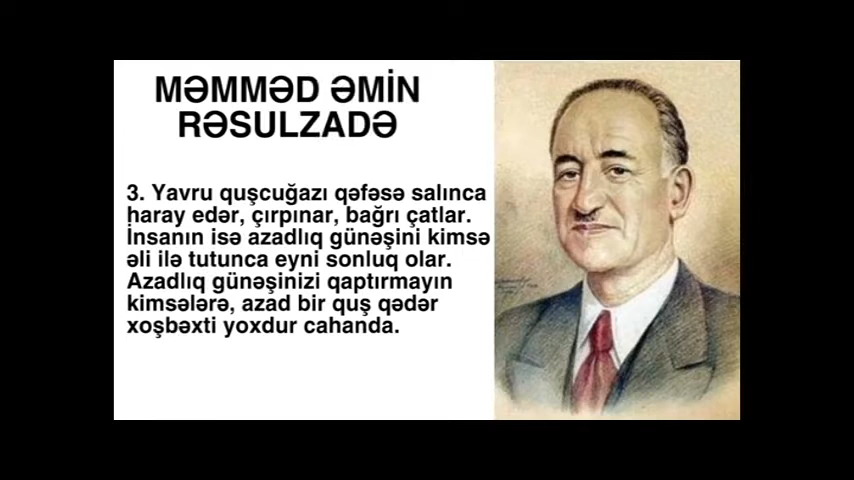 MƏMMƏD ƏMİN
RƏSULZADƏ
3. Yavru quşcuğazı qəfəsə salınca
haray edər, çırpınar, bağrı çatlar.
İnsanın isə azadlıq günəşini kimsə
əli ilə tutunca eyni sonluq olar.
Azadlıq günəşinizi qaptırmayın
kimsələrə, azad bir quş qədər
xoşbəxti yoxdur cahanda.